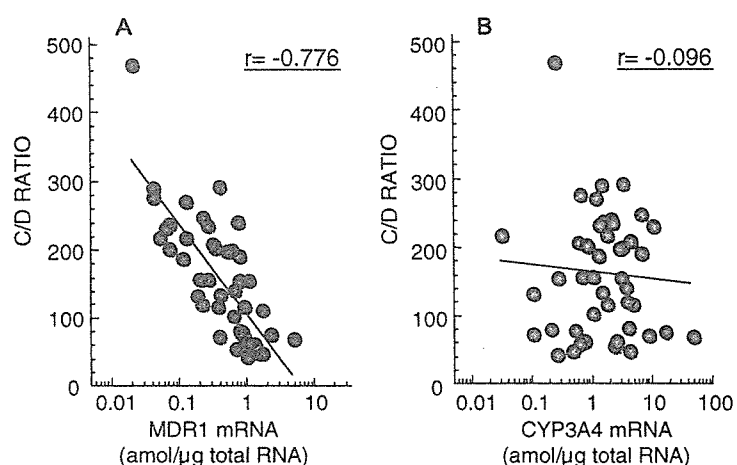 A
r= -0.776
500
400
300
200
100
0
C/D RATIO
0.01 0.1 1 10
MDR1 mRNA
(amol/µg total RNA)
B
r= -0.096
500
400
300
200
100
0
C/D RATIO
0.01 0.1 1 10 100
CYP3A4 mRNA
(amol/µg total RNA)